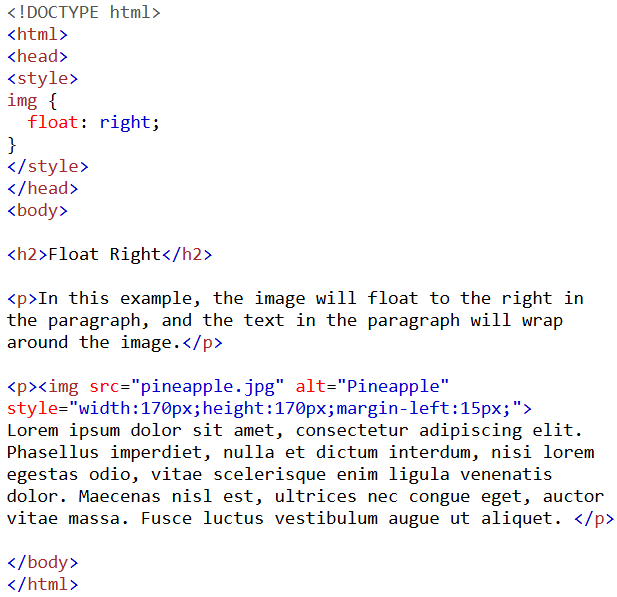 <!DOCTYPE html>
<html>
<head>
<style>
img {
  float: right;
}
</style>
</head>
<body>

<h2>Float Right</h2>

<p>In this example, the image will float to the right in
the paragraph, and the text in the paragraph will wrap
around the image.</p>

<p><img src="pineapple.jpg" alt="Pineapple"
style="width:170px;height:170px;margin-left:15px;">
Lorem ipsum dolor sit amet, consectetur adipiscing elit.
Phasellus imperdiet, nulla et dictum interdum, nisi lorem
egestas odio, vitae scelerisque enim ligula venenatis
dolor. Maecenas nisl est, ultrices nec congue eget, auctor
vitae massa. Fusce luctus vestibulum augue ut aliquet. </p>

</body>
</html>